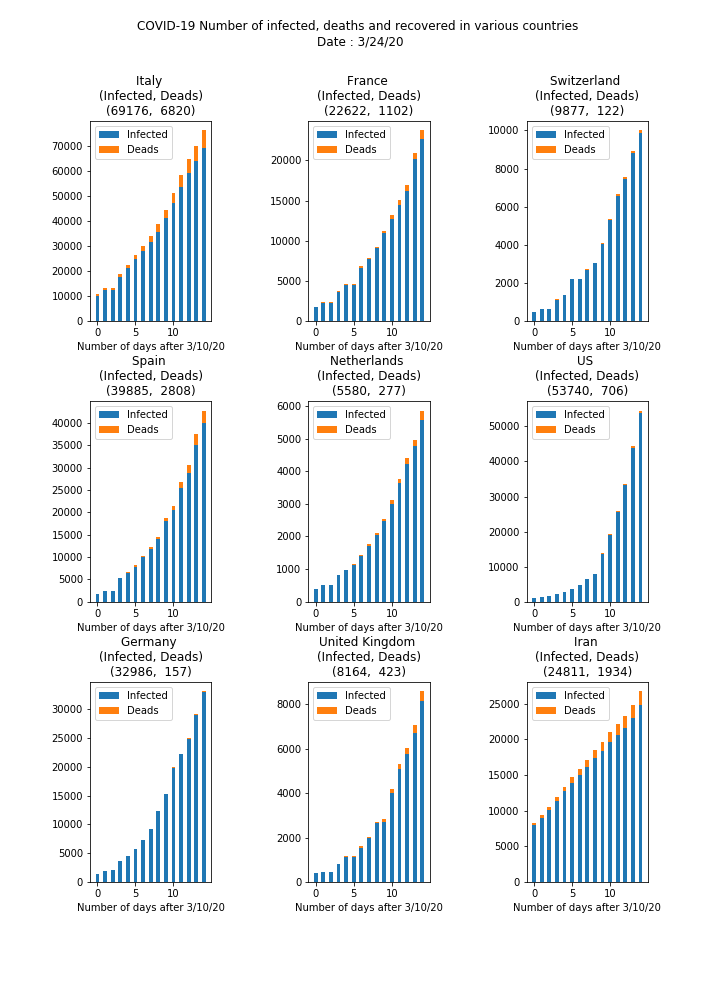 COVID-19 Number of infected, deaths and recovered in various countries
Date : 3/24/20
Italy
(Infected, Deads)
(69176, 6820)
Infected
Deads
70000
60000
50000
40000
30000
20000
10000
0
0 5 10
Number of days after 3/10/20
France
(Infected, Deads)
(22622, 1102)
Infected
Deads
20000
15000
10000
5000
0
0 5 10
Number of days after 3/10/20
Switzerland
(Infected, Deads)
(9877, 122)
Infected
Deads
10000
8000
6000
4000
2000
0
0 5 10
Number of days after 3/10/20
Spain
(Infected, Deads)
(39885, 2808)
Infected
Deads
40000
35000
30000
25000
20000
15000
10000
5000
0
0 5 10
Number of days after 3/10/20
Netherlands
(Infected, Deads)
(5580, 277)
Infected
Deads
6000
5000
4000
3000
2000
1000
0
0 5 10
Number of days after 3/10/20
US
(Infected, Deads)
(53740, 706)
Infected
Deads
50000
40000
30000
20000
10000
0
0 5 10
Number of days after 3/10/20
Germany
(Infected, Deads)
(32986, 157)
Infected
Deads
30000
25000
20000
15000
10000
5000
0
0 5 10
Number of days after 3/10/20
United Kingdom
(Infected, Deads)
(8164, 423)
Infected
Deads
8000
6000
4000
2000
0
0 5 10
Number of days after 3/10/20
Iran
(Infected, Deads)
(24811, 1934)
Infected
Deads
25000
20000
15000
10000
5000
0
0 5 10
Number of days after 3/10/20